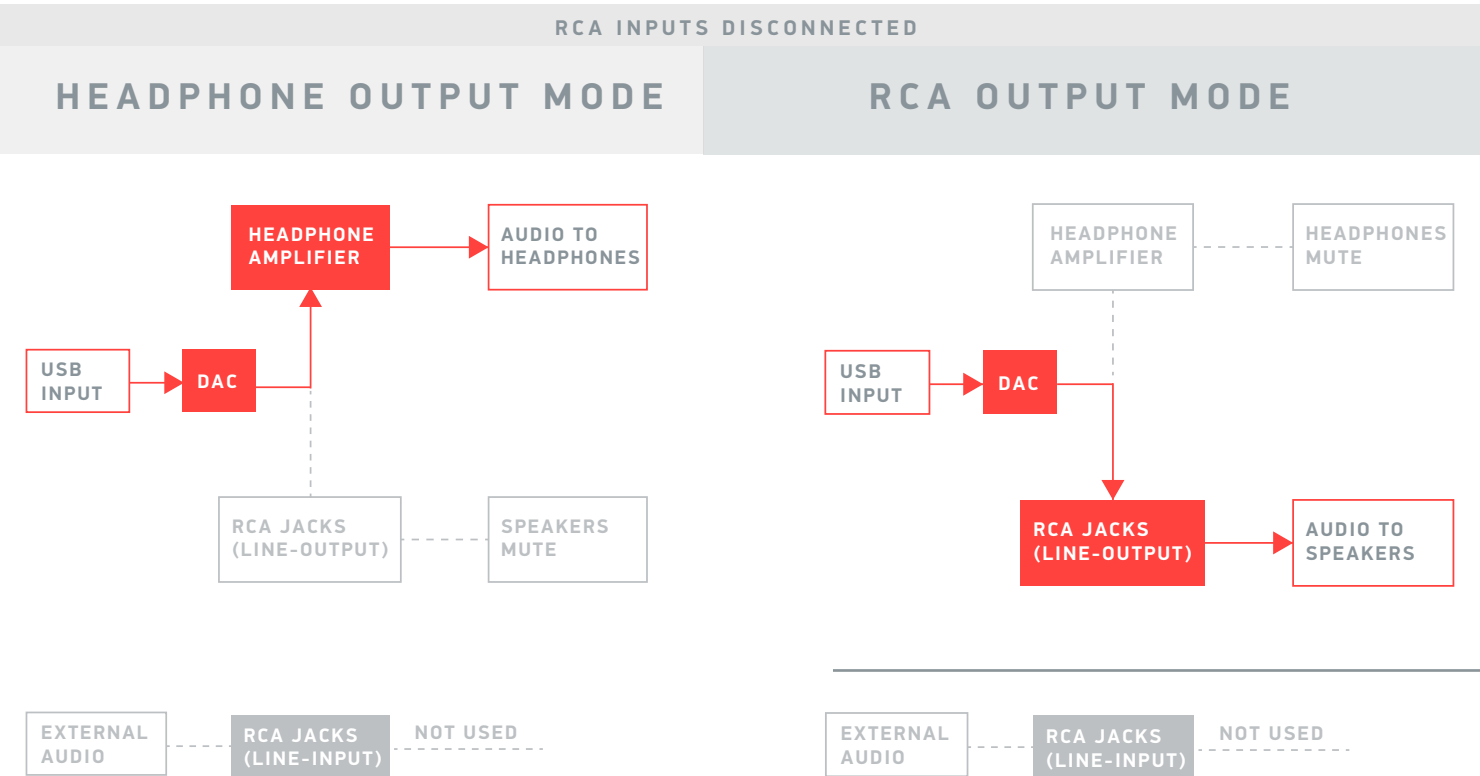 RCA INPUTS DISCONNECTED
HEADPHONE OUTPUT MODE
HEADPHONE
AMPLIFIER
AUDIO TO
HEADPHONES
USB
INPUT
DAC
RCA JACKS
(LINE-OUTPUT)
SPEAKERS
MUTE
EXTERNAL
AUDIO
RCA JACKS
(LINE-INPUT)
NOT USED
RCA OUTPUT MODE
HEADPHONE
AMPLIFIER
HEADPHONES
MUTE
USB
INPUT
DAC
RCA JACKS
(LINE-OUTPUT)
AUDIO TO
SPEAKERS
EXTERNAL
AUDIO
RCA JACKS
(LINE-INPUT)
NOT USED